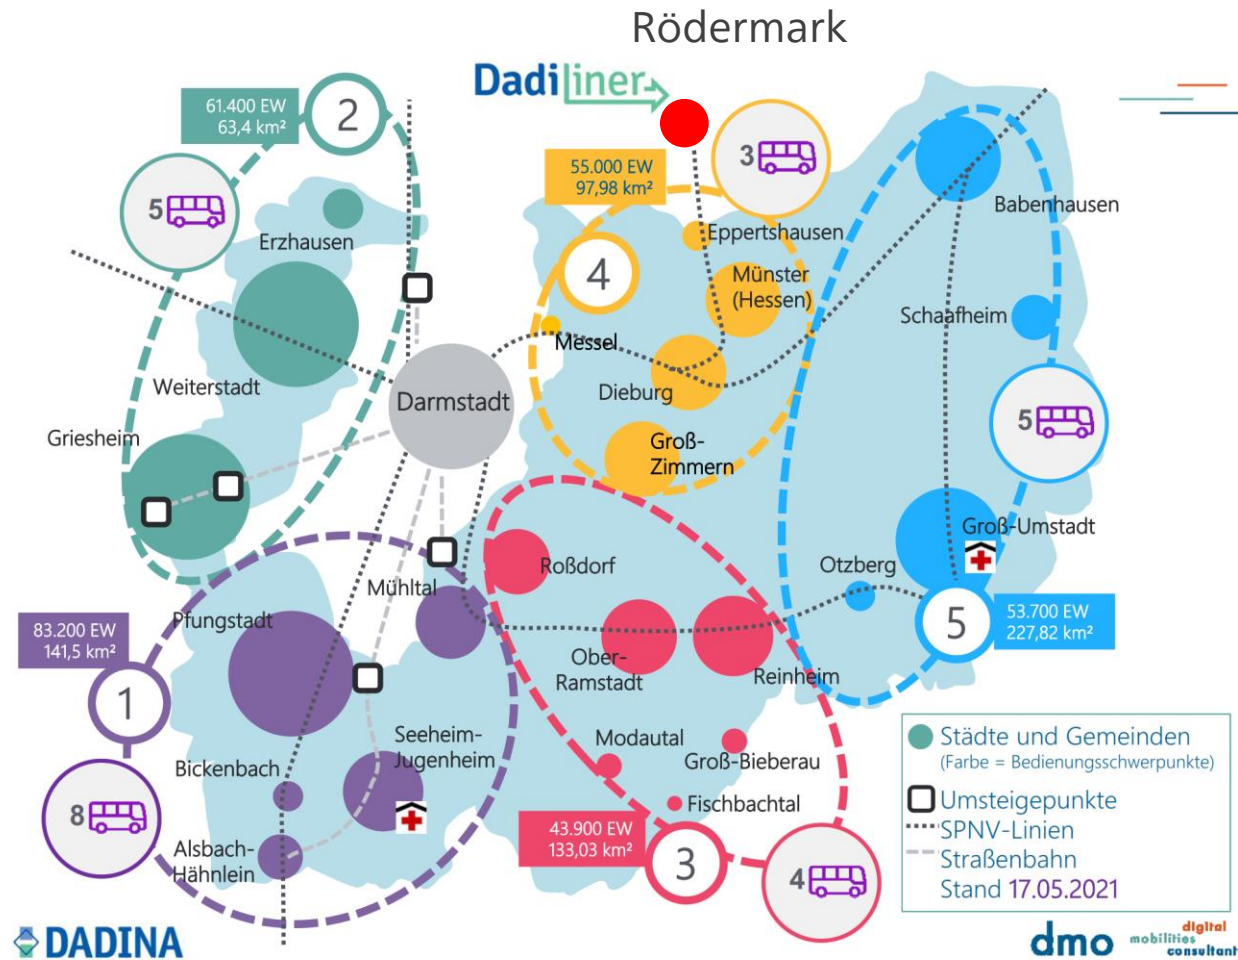 Rödermark
Dadiliner
61.400 EW
63,4 km²
2
5
Erzhausen
Weiterstadt
Griesheim
Darmstadt
55.000 EW
97,98 km²
3
4
Eppertshausen
Münster
(Hessen)
Messel
Dieburg
Groß-
Zimmern
Babenhausen
Schaafheim
5
Groß-Umstadt
Otzberg
5
53.700 EW
227,82 km²
Pfungstadt
Mühltal
83.200 EW
141,5 km²
1
8
Seeheim-
Jugenheim
Bickenbach
Alsbach-
Hähnlein
Roßdorf
Ober-
Ramstadt
Reinheim
Modautal
Groß-Bieberau
Fischbachtal
43.900 EW
133,03 km²
3
4
Städte und Gemeinden
(Farbe = Bedienungsschwerpunkte)
Umsteigepunkte
SPNV-Linien
Straßenbahn
Stand 17.05.2021
DADINA
dmo
digital
mobilities
consultant